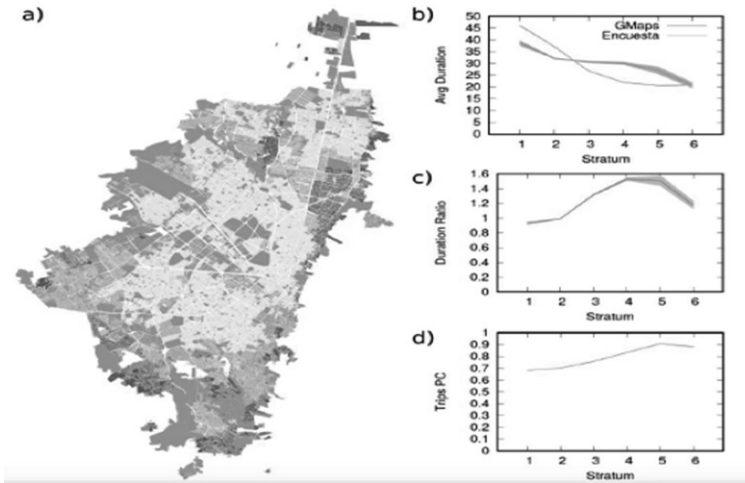 a)
b)
50
45
40
35
30
25
20
15
10
5
0
Avg Duration
GMaps
Encuesta
1 2 3 4 5 6
Stratum
c)
1.6
1.4
1.2
1
0.8
0.6
0.4
0.2
0
Duration Ratio
1 2 3 4 5 6
Stratum
d)
1
0.9
0.8
0.7
0.6
0.5
0.4
0.3
0.2
0.1
0
Trips PC
1 2 3 4 5 6
Stratum